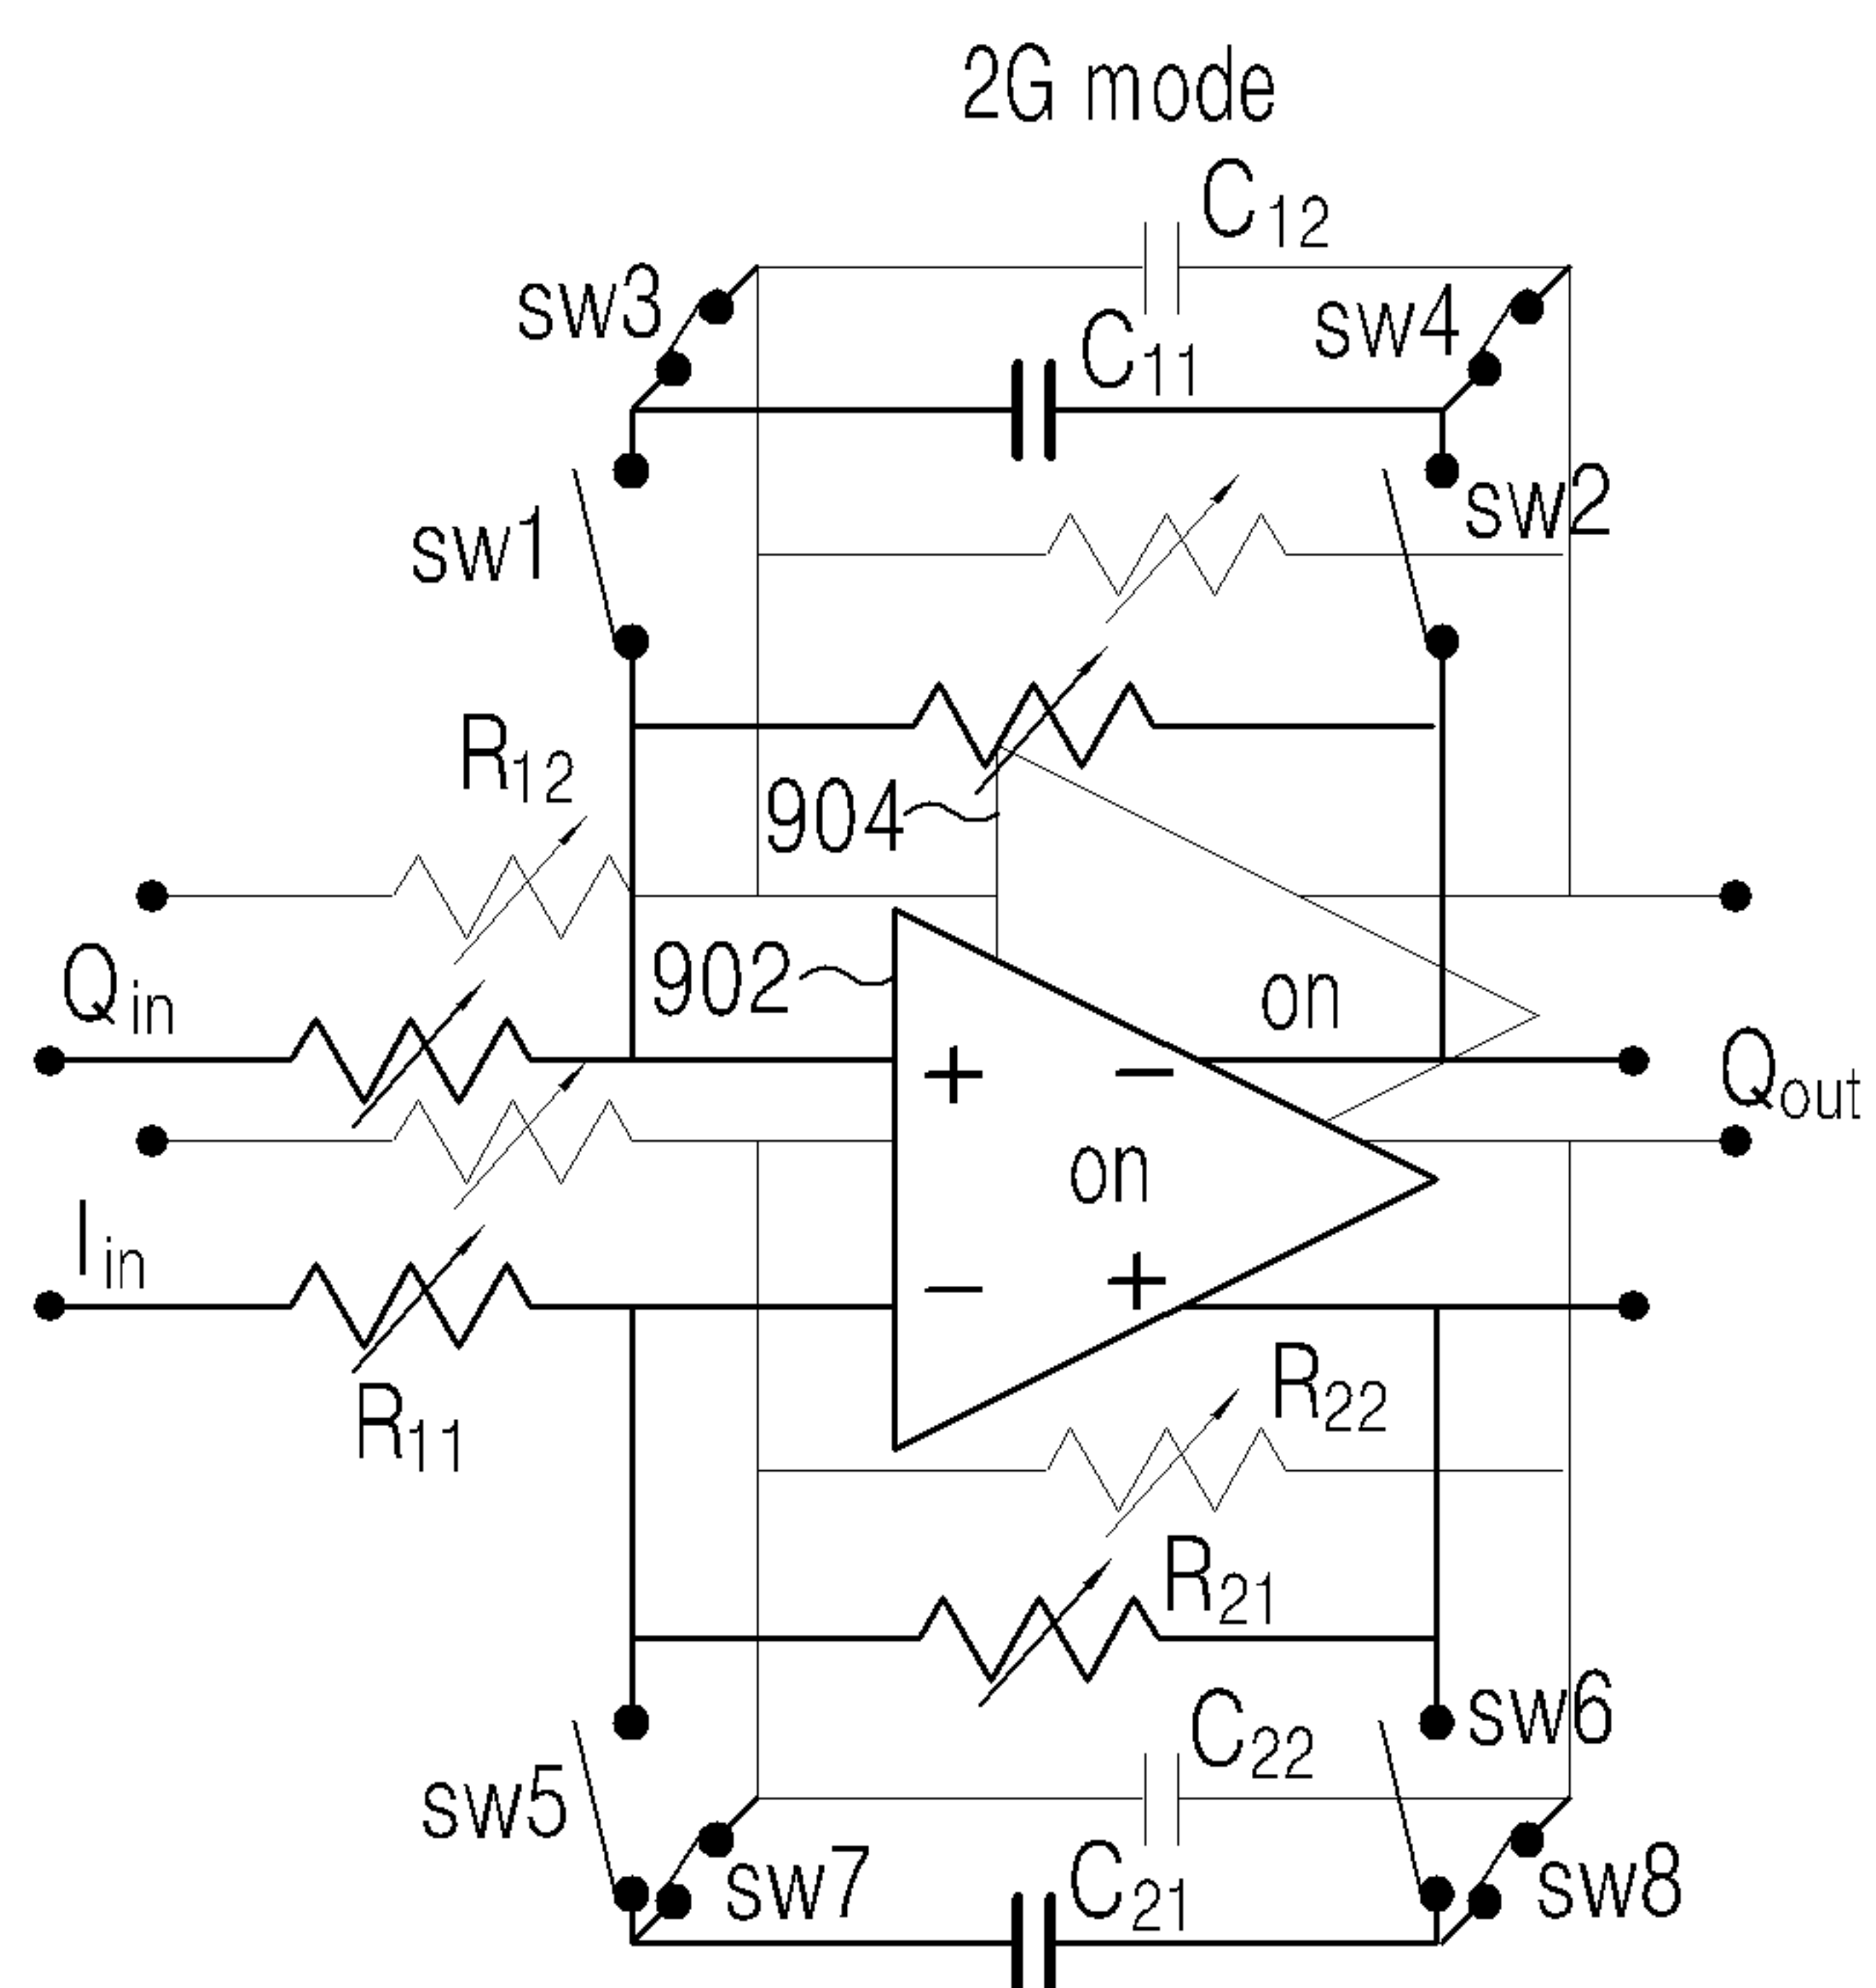 2G mode
C12
sw3
sw4
C11
sw1
sw2
R12
904
Qin
902
on
+
−
Qout
on
Iin
−
+
R11
R22
R21
sw6
C22
sw5
sw7
C21
sw8